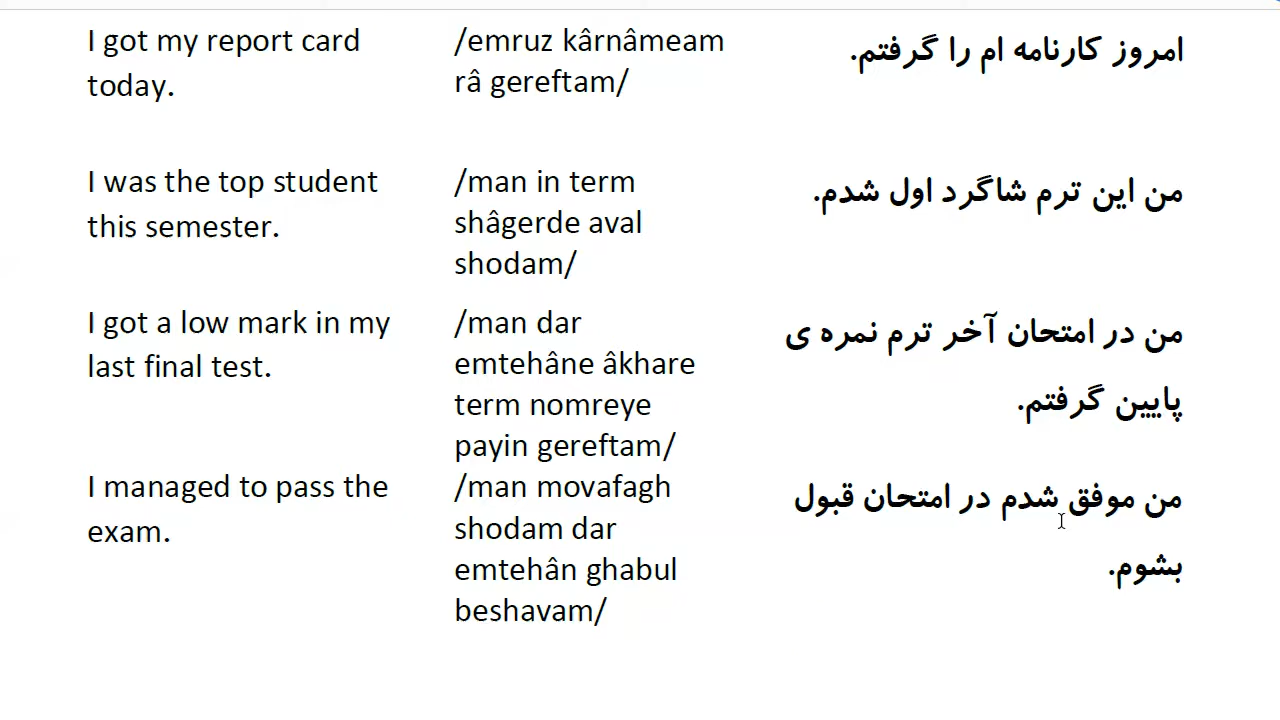 I got my report card
today.
/emruz kârnâmeam
râ gereftam/
امروز کارنامه ام را گرفتم.
I was the top student
this semester.
/man in term
shâgerde aval
shodam/
من این ترم شاگرد اول شدم.
I got a low mark in my
last final test.
/man dar
emtehâne âkhare
term nomreye
payin gereftam/
من در امتحان آخر ترم نمره ی
پایین گرفتم.
I managed to pass the
exam.
/man movafagh
shodam dar
emtehân ghabul
beshavam/
من موفق شدم در امتحان قبول
بشوم.